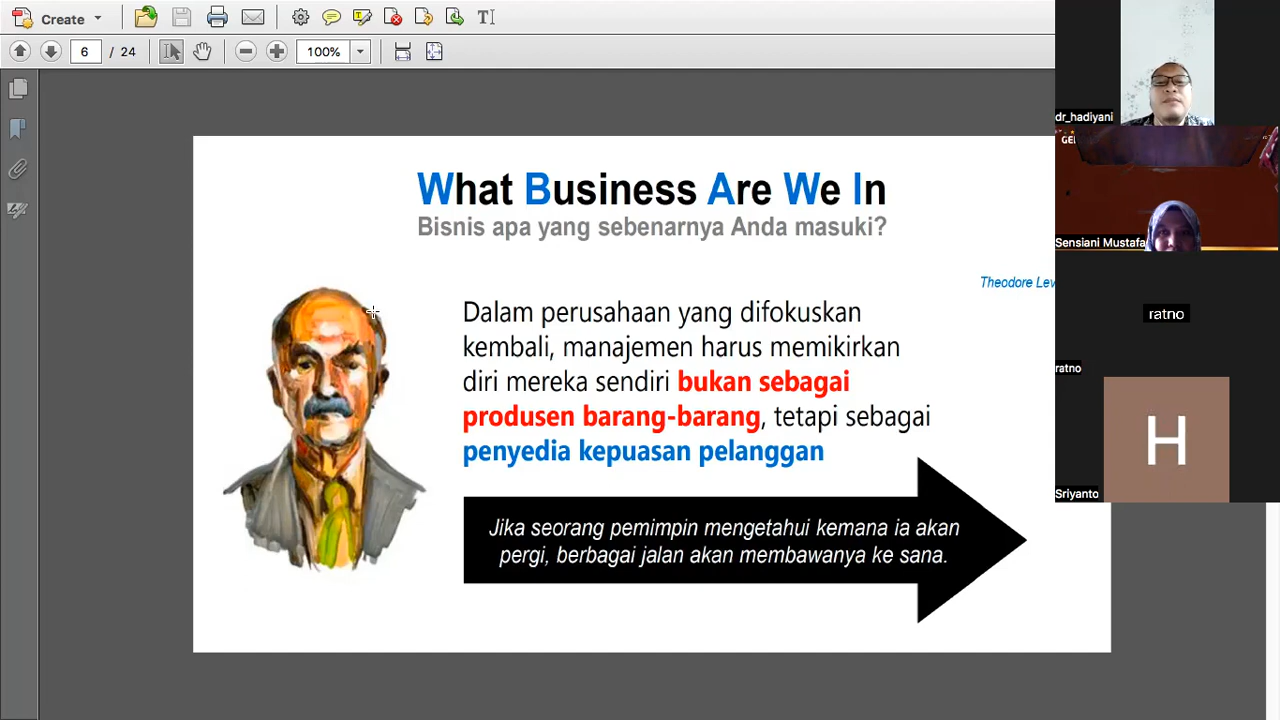 Create
6 / 24
100%
What Business Are We In
Bisnis apa yang sebenarnya Anda masuki?
Theodore Lev
Dalam perusahaan yang difokuskan
kembali, manajemen harus memikirkan
diri mereka sendiri bukan sebagai
produsen barang-barang, tetapi sebagai
penyedia kepuasan pelanggan
Jika seorang pemimpin mengetahui kemana ia akan
pergi, berbagai jalan akan membawanya ke sana.
dr_hadiyani
GE
Sensiani Mustafa
ratno
ratno
H
Sriyanto